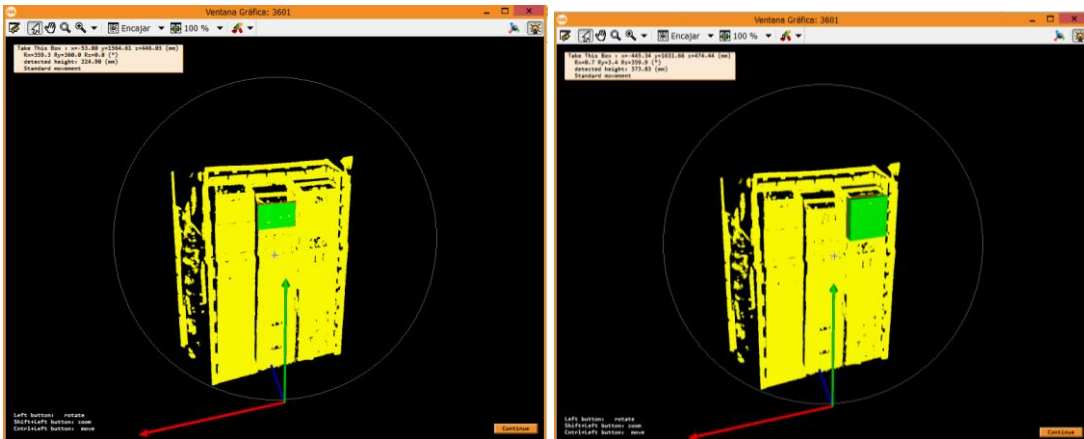 Ventana Gráfica: 3601
Encajar
100 %
Take This Box : x=-55.80 y=1564.61 z=446.05 (mm)
Rx=359.3 Ry=360.0 Rz=0.8 (º)
detected height: 224.90 (mm)
Standard movement
Left button: rotate
Shift+Left button: zoom
Cntrl+Left button: move
Continue
Ventana Gráfica: 3601
Encajar
100 %
Take This Box : x=-445.34 y=1631.66 z=474.44 (mm)
Rx=0.7 Ry=3.4 Rz=359.9 (º)
detected height: 373.83 (mm)
Standard movement
Left button: rotate
Shift+Left button: zoom
Cntrl+Left button: move
Continue